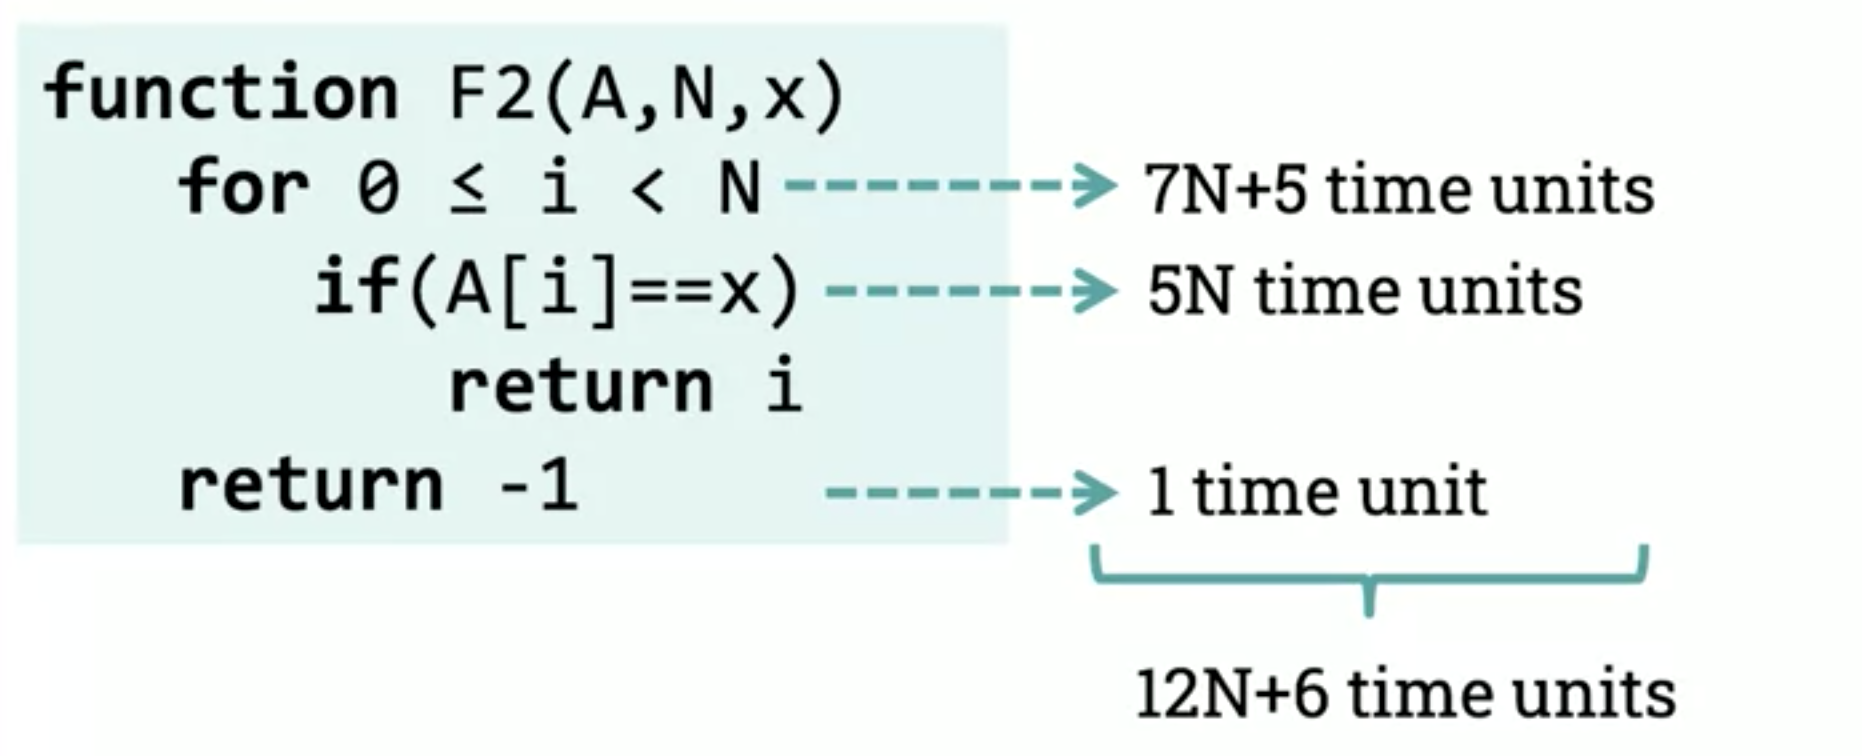 function F2(A,N,x)
for 0 ≤ i < N
7N+5 time units
if(A[i]==x)
5N time units
return i
return -1
1 time unit
12N+6 time units